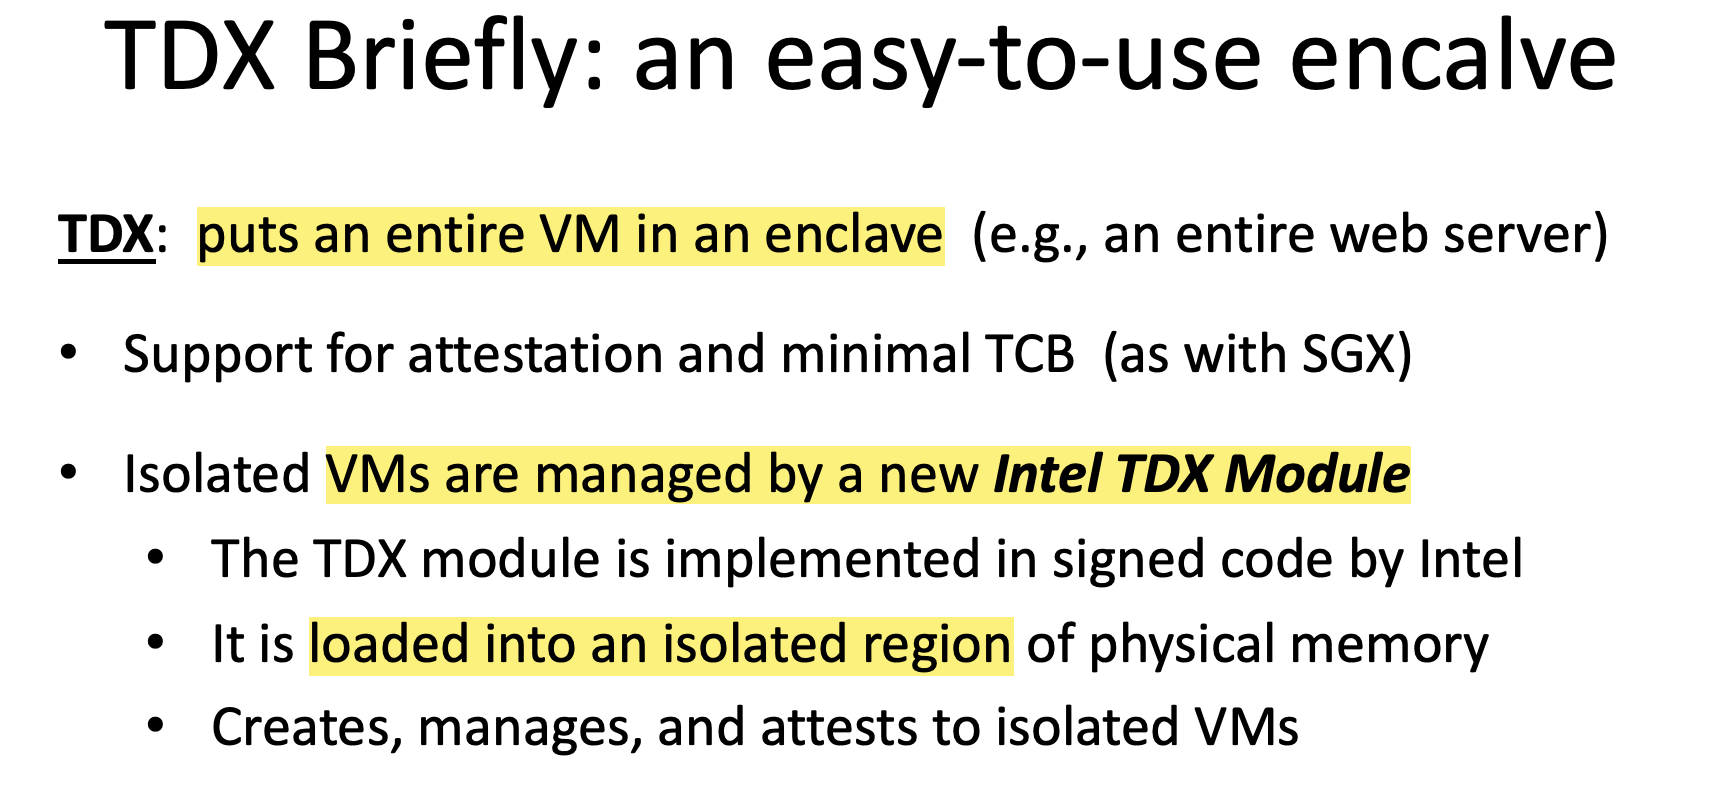 TDX Briefly: an easy-to-use encalve
TDX: puts an entire VM in an enclave (e.g., an entire web server)
• Support for attestation and minimal TCB (as with SGX)
• Isolated VMs are managed by a new Intel TDX Module
• The TDX module is implemented in signed code by Intel
• It is loaded into an isolated region of physical memory
• Creates, manages, and attests to isolated VMs